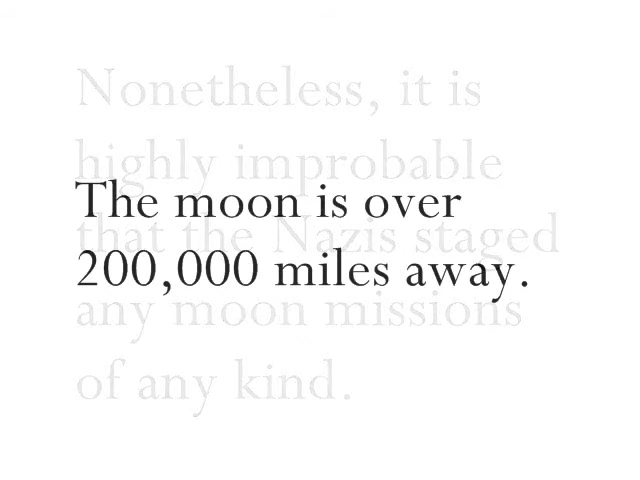 Nonetheless, it is
highly improbable
The moon is over
that the Nazis staged
200,000 miles away.
any moon missions
of any kind.